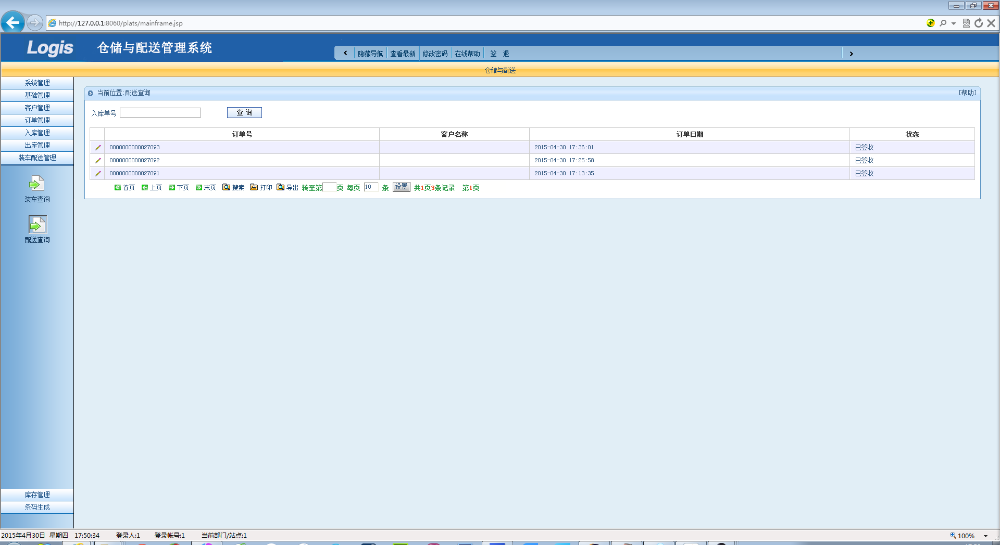 http://127.0.0.1:8060/plats/mainframe.jsp
Logis 仓储与配送管理系统
隐藏导航 查看最新 修改密码 在线帮助 签 退
仓储与配送
系统管理
基础管理
客户管理
订单管理
入库管理
出库管理
装车配送管理
装车查询
配送查询
库存管理
条码生成
当前位置:配送查询 [帮助]
入库单号 查 询
订单号 客户名称 订单日期 状态
0000000000027093 2015-04-30 17:36:01 已签收
0000000000027092 2015-04-30 17:25:58 已签收
0000000000027091 2015-04-30 17:13:35 已签收
首页 上页 下页 末页 搜索 打印 导出 转至第 页 每页 10 条 设置 共1页3条记录 第1页
2015年4月30日 星期四 17:50:34 登录人:1 登录帐号:1 当前部门/站点:1
100%